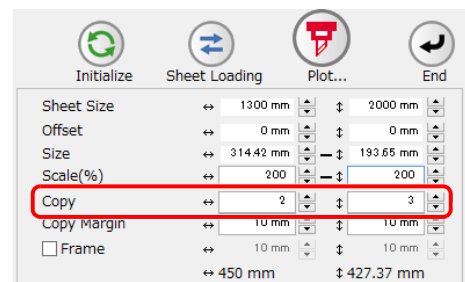 Initialize Sheet Loading Plot... End
Sheet Size ↔ 1300 mm ↕ 2000 mm
Offset ↔ 0 mm ↕ 0 mm
Size ↔ 314.42 mm ↕ 193.65 mm
Scale(%) ↔ 200 ↕ 200
Copy ↔ 2 ↕ 3
Copy Margin ↔ 10 mm ↕ 10 mm
Frame ↔ 10 mm ↕ 10 mm
↔ 450 mm ↕ 427.37 mm